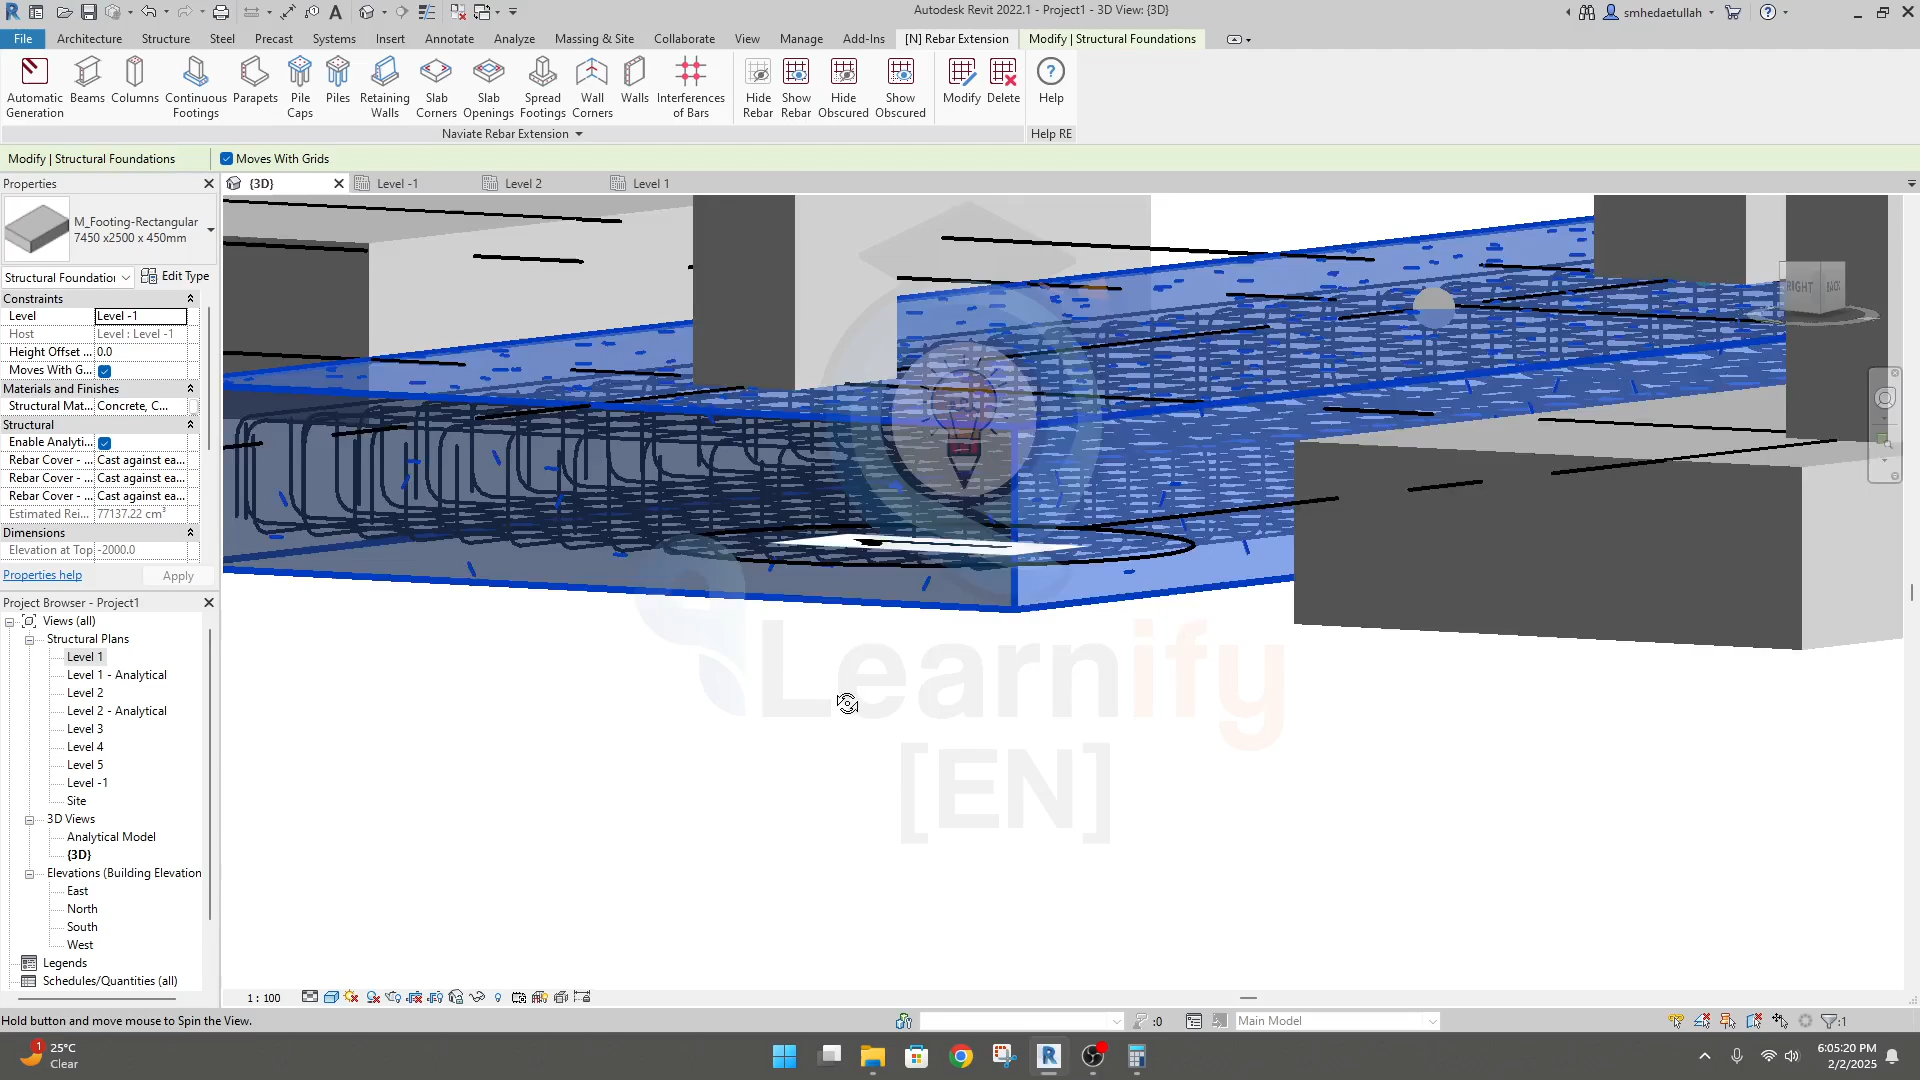 Autodesk Revit 2022.1 - Project1 - 3D View: {3D}
smhedaetullah
File
Architecture
Structure
Steel
Precast
Systems
Insert
Annotate
Analyze
Massing & Site
Collaborate
View
Manage
Add-Ins
[N] Rebar Extension
Modify | Structural Foundations
Automatic Generation
Beams
Columns
Continuous Footings
Parapets
Pile Caps
Piles
Retaining Walls
Slab Corners
Slab Openings
Spread Footings
Wall Corners
Walls
Interferences of Bars
Hide Rebar
Show Rebar
Hide Obscured
Show Obscured
Modify
Delete
Help
Naviate Rebar Extension
Help RE
Modify | Structural Foundations
Moves With Grids
Properties
{3D}
Level -1
Level 2
Level 1
M_Footing-Rectangular
7450 x2500 x 450mm
Structural Foundatior
Edit Type
Constraints
Level
Level -1
Host
Level : Level -1
Height Offset ...
0.0
Moves With G...
Materials and Finishes
Structural Mat...
Concrete, C...
Structural
Enable Analyti...
Rebar Cover - ...
Cast against ea...
Rebar Cover - ...
Cast against ea...
Rebar Cover - ...
Cast against ea...
Estimated Rei...
77137.22 cm³
Dimensions
Elevation at Top
-2000.0
Properties help
Apply
Project Browser - Project1
Views (all)
Structural Plans
Level 1
Level 1 - Analytical
Level 2
Level 2 - Analytical
Level 3
Level 4
Level 5
Level -1
Site
3D Views
Analytical Model
{3D}
Elevations (Building Elevation
East
North
South
West
Legends
Schedules/Quantities (all)
RIGHT
BACK
Learnify
[EN]
1 : 100
Hold button and move mouse to Spin the View.
:0
Main Model
:1
1
25°C
Clear
6:05:20 PM
2/2/2025